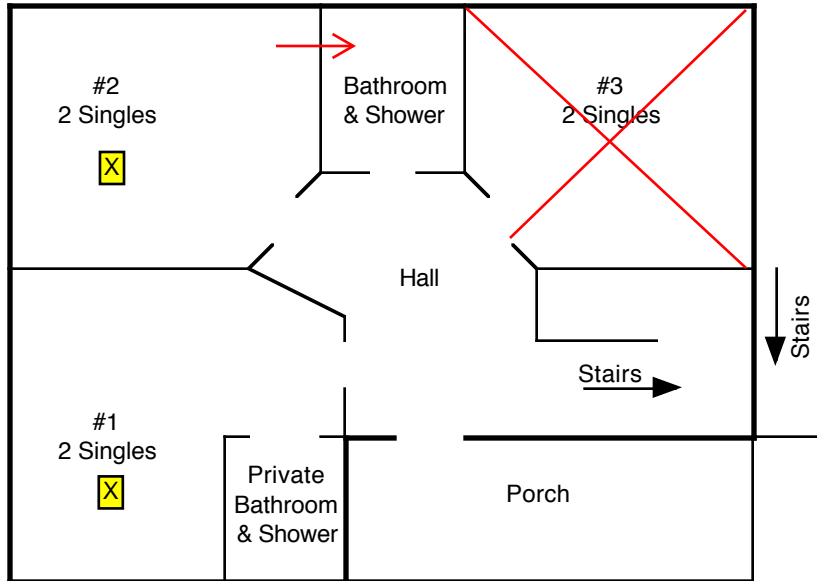 #2
2 Singles
X
Bathroom
& Shower
#3
2 Singles
Hall
Stairs
Stairs
#1
2 Singles
X
Private
Bathroom
& Shower
Porch